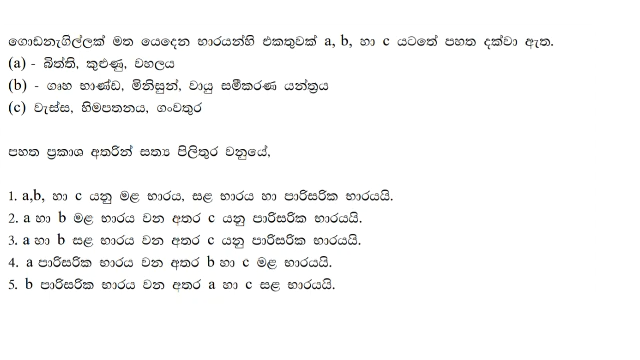 ගොඩනැගිල්ලක් මත යෙදෙන භාරයන්හි එකතුවක් a, b, හා c යටතේ පහත දක්වා ඇත.
(a) - බිත්ති, කුළුණු, වහලය
(b) - ගෘහ භාණ්ඩ, මිනිසුන්, වායු සමීකරණ යන්ත්‍රය
(c) වැස්ස, හිමපතනය, ගංවතුර
පහත ප්‍රකාශ අතරින් සත්‍ය පිලිතුර වනුයේ,
1. a,b, හා c යනු මළ භාරය, සළ භාරය හා පාරිසරික භාරයයි.
2. a හා b මළ භාරය වන අතර c යනු පාරිසරික භාරයයි.
3. a හා b සළ භාරය වන අතර c යනු පාරිසරික භාරයයි.
4. a පාරිසරික භාරය වන අතර b හා c මළ භාරයයි.
5. b පාරිසරික භාරය වන අතර a හා c සළ භාරයයි.